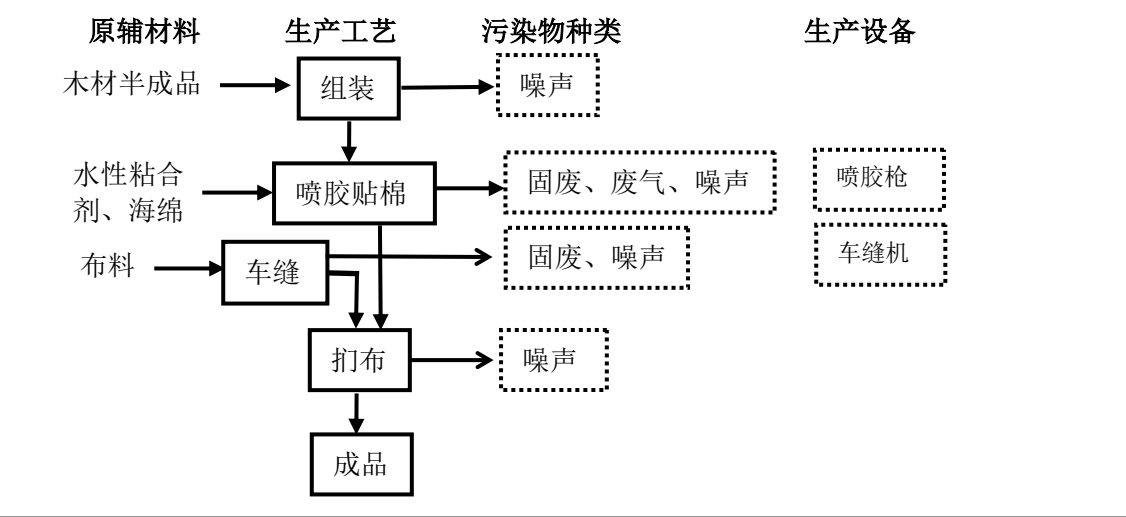 原辅材料 生产工艺 污染物种类 生产设备
木材半成品 组装 噪声
水性粘合
剂、海绵 喷胶贴棉 固废、废气、噪声 喷胶枪
布料 车缝 固废、噪声 车缝机
扪布 噪声
成品